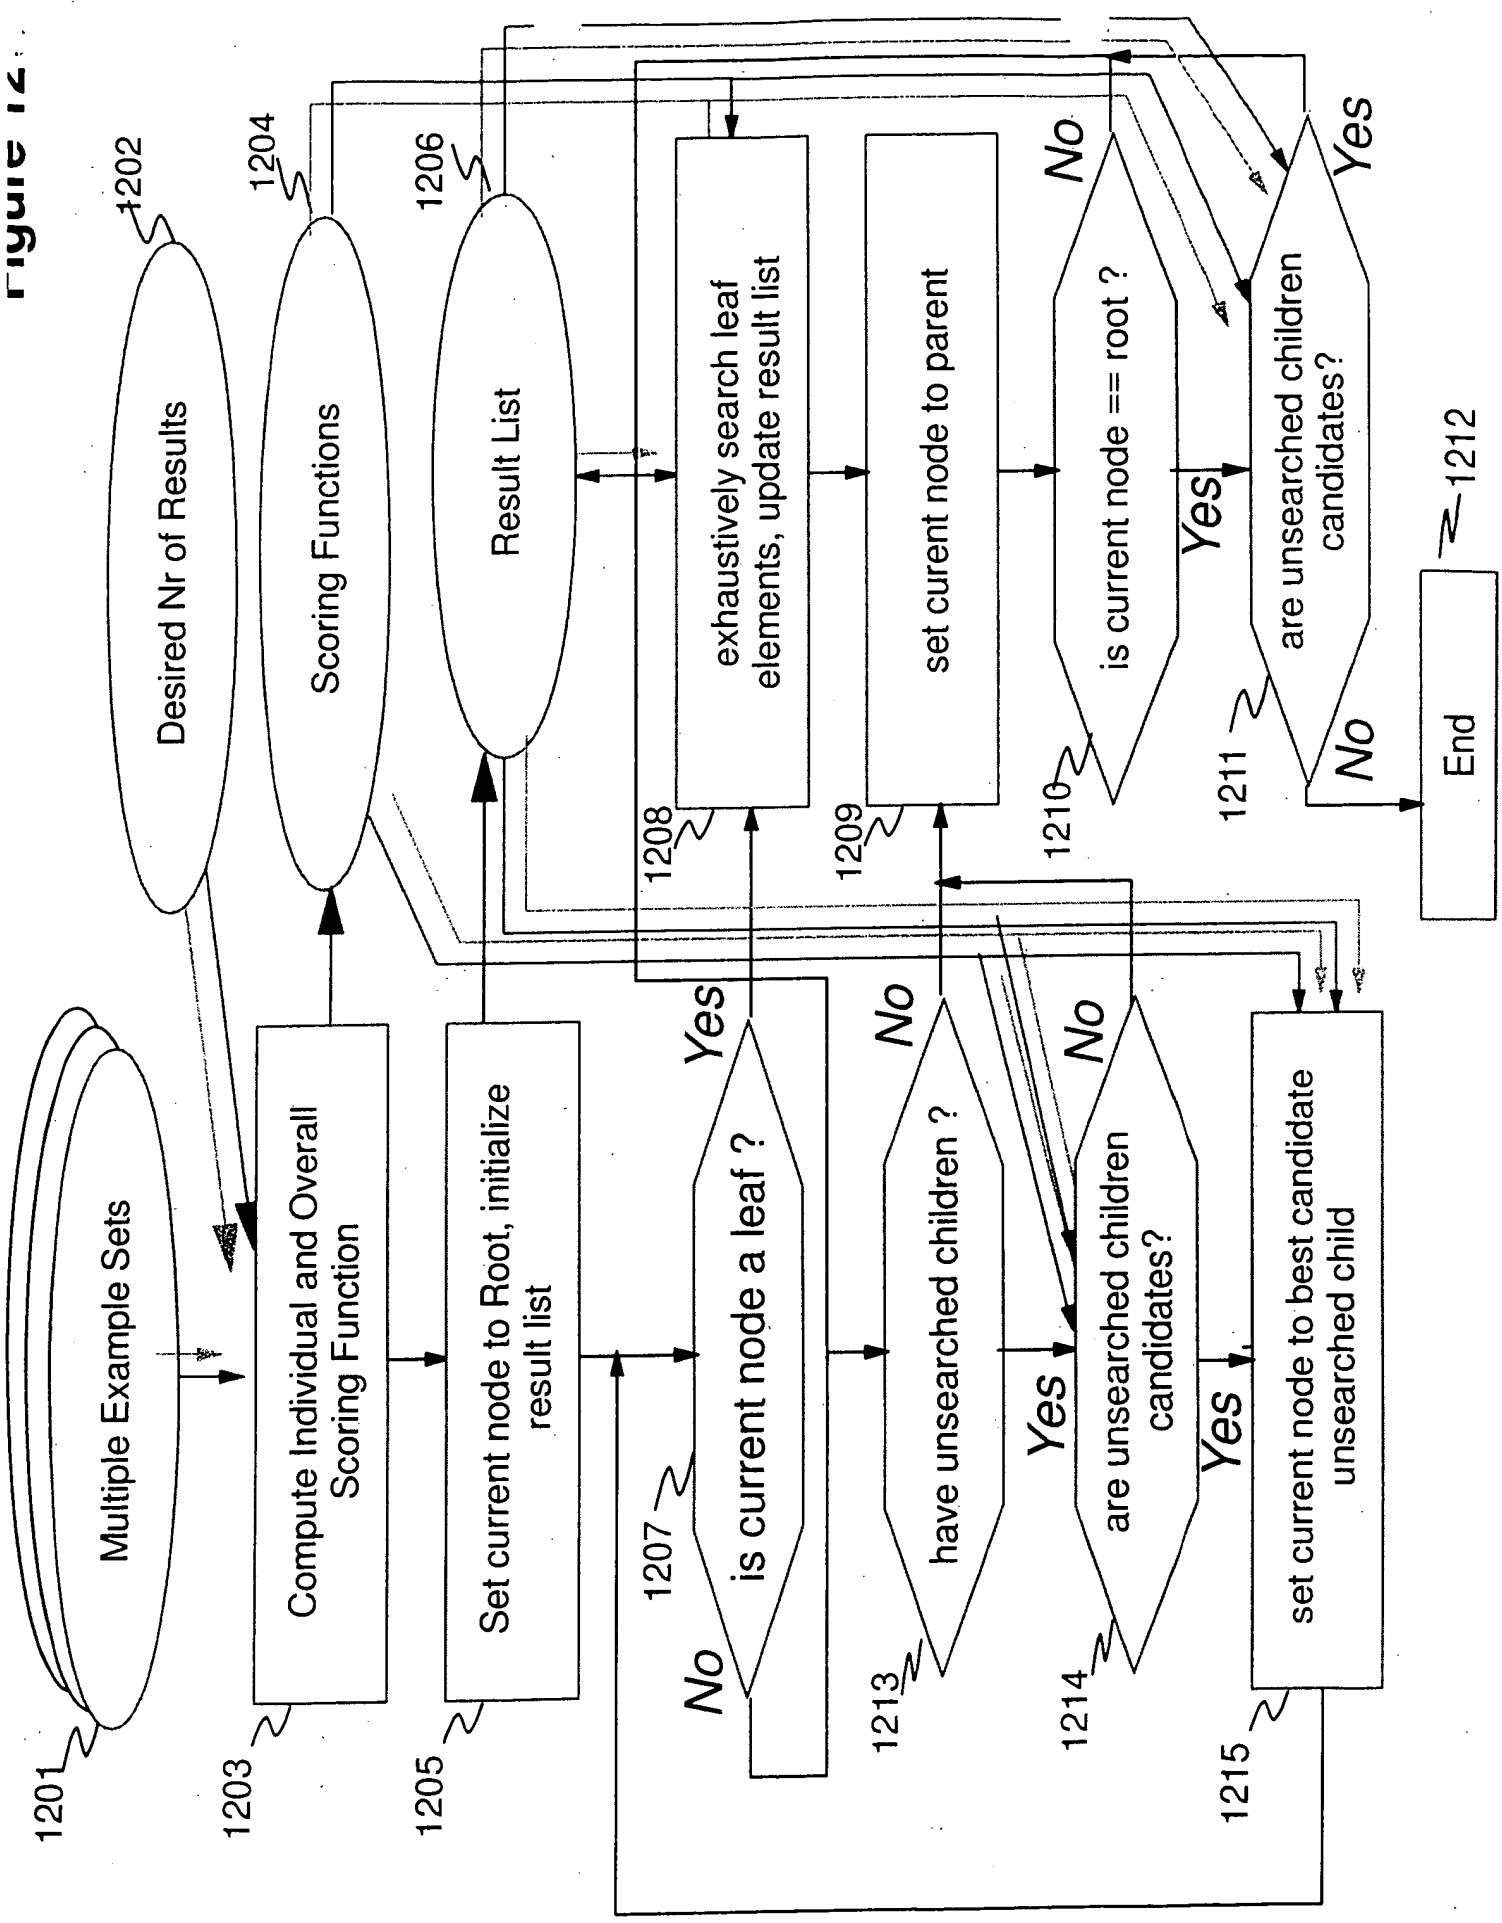 Figure 12
1201
Multiple Example Sets
1202
Desired Nr of Results
1203
Compute Individual and Overall
Scoring Function
1204
Scoring Functions
1205
Set current node to Root, initialize
result list
1206
Result List
1207
is current node a leaf ?
No
Yes
1208
exhaustively search leaf
elements, update result list
1209
set curent node to parent
1213
have unsearched children ?
No
Yes
1210
is current node == root ?
No
Yes
1214
are unsearched children
candidates?
No
Yes
1211
are unsearched children
candidates?
Yes
No
1215
set current node to best candidate
unsearched child
End
1212